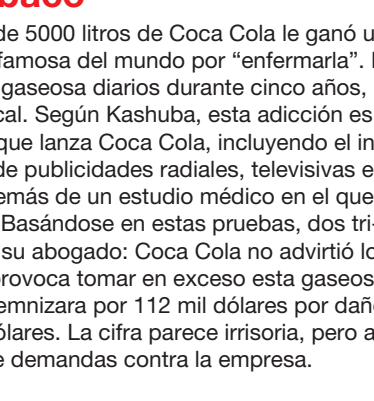 de 5000 litros de Coca Cola le ganó u
famosa del mundo por “enfermarla”.
gaseosa diarios durante cinco años,
cal. Según Kashuba, esta adicción es
que lanza Coca Cola, incluyendo el in
de publicidades radiales, televisivas e
emás de un estudio médico en el que
Basándose en estas pruebas, dos tri-
su abogado: Coca Cola no advirtió lo
provoca tomar en exceso esta gaseos
emnizara por 112 mil dólares por dañ
ólares. La cifra parece irrisoria, pero a
e demandas contra la empresa.